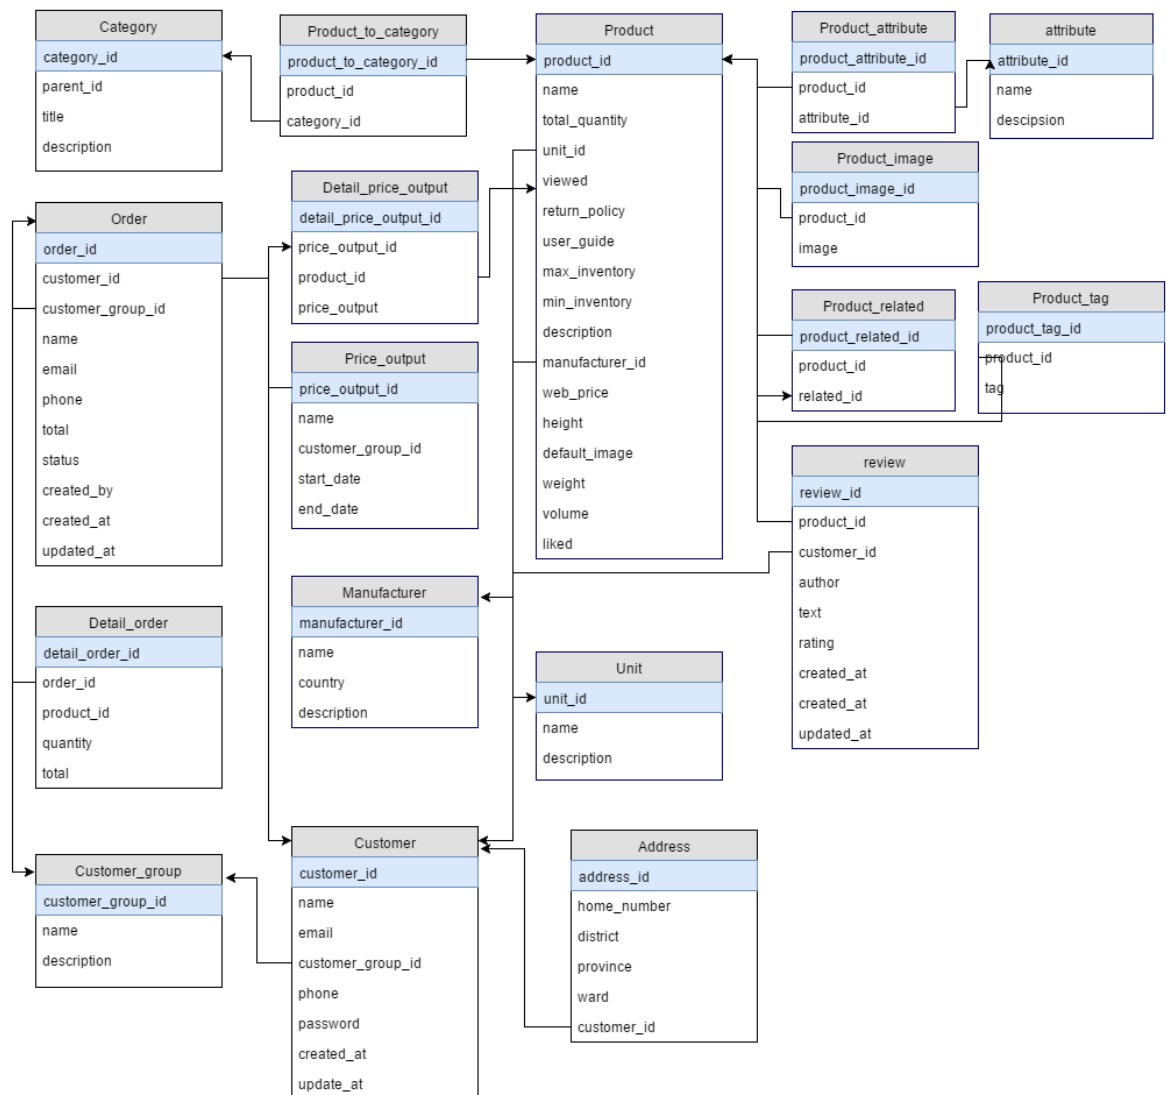 Category
category_id
parent_id
title
description
Product_to_category
product_to_category_id
product_id
category_id
Product
product_id
name
total_quantity
unit_id
viewed
return_policy
user_guide
max_inventory
min_inventory
description
manufacturer_id
web_price
height
default_image
weight
volume
liked
Product_attribute
product_attribute_id
product_id
attribute_id
attribute
attribute_id
name
descipsion
Product_image
product_image_id
product_id
image
Detail_price_output
detail_price_output_id
price_output_id
product_id
price_output
Order
order_id
customer_id
customer_group_id
name
email
phone
total
status
created_by
created_at
updated_at
Price_output
price_output_id
name
customer_group_id
start_date
end_date
Product_related
product_related_id
product_id
related_id
Product_tag
product_tag_id
product_id
tag
review
review_id
product_id
customer_id
author
text
rating
created_at
created_at
updated_at
Manufacturer
manufacturer_id
name
country
description
Detail_order
detail_order_id
order_id
product_id
quantity
total
Unit
unit_id
name
description
Customer_group
customer_group_id
name
description
Customer
customer_id
name
email
customer_group_id
phone
password
created_at
update_at
Address
address_id
home_number
district
province
ward
customer_id